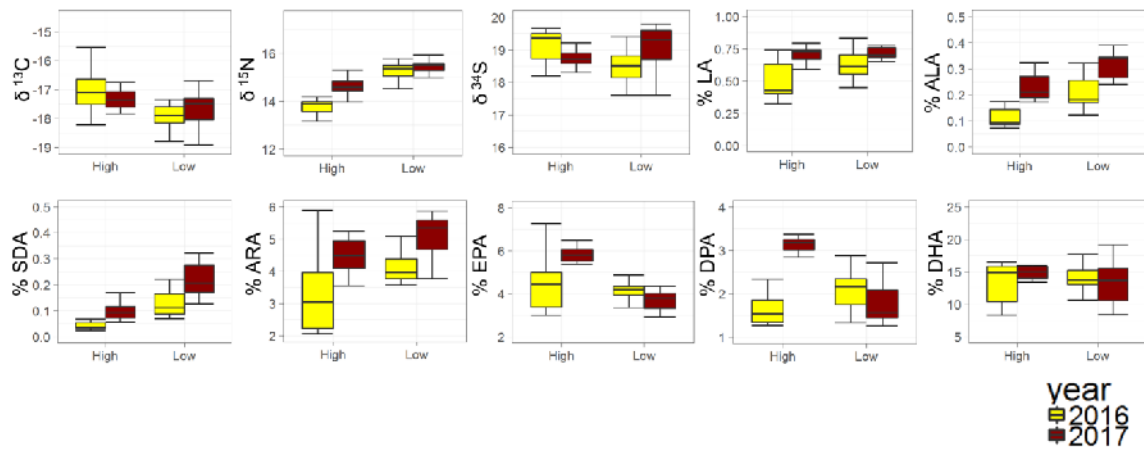 δ ¹³C
-15
-16
-17
-18
-19
High Low
δ ¹⁵N
16
14
12
High Low
δ ³⁴S
20
19
18
17
16
High Low
% LA
1.00
0.75
0.50
0.25
0.00
High Low
% ALA
0.5
0.4
0.3
0.2
0.1
0.0
High Low
% SDA
0.5
0.4
0.3
0.2
0.1
0.0
High Low
% ARA
6
5
4
3
2
High Low
% EPA
8
6
4
2
High Low
% DPA
4
3
2
1
High Low
% DHA
25
20
15
10
5
High Low
year
2016
2017